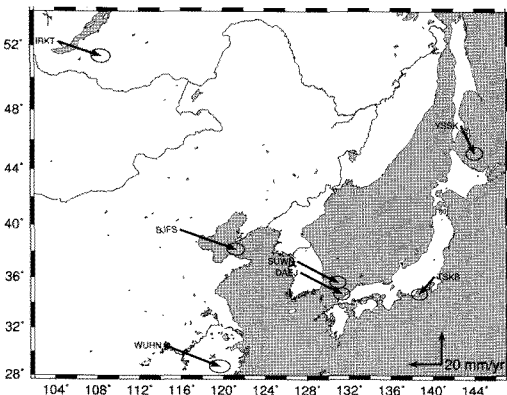 52°
IRKT
48°
YSSK
44°
40°
BJFS
SUWN
DAEJ
36°
TSKB
32°
WUHN
28°
20 mm/yr
104° 108° 112° 116° 120° 124° 128° 132° 136° 140° 144°